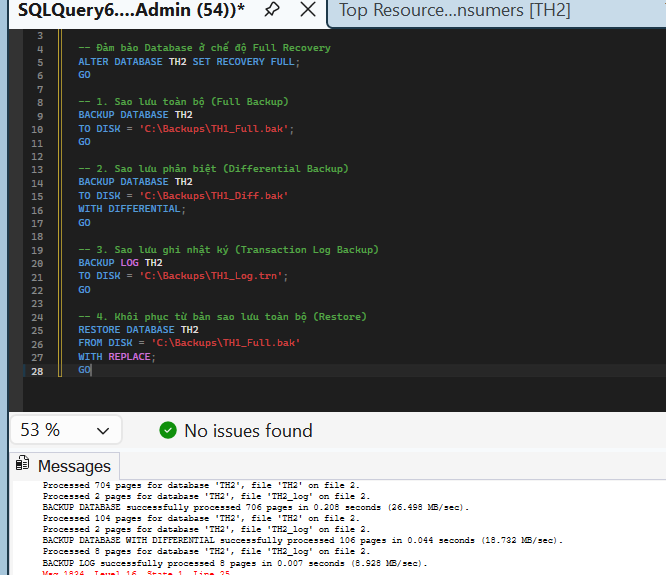 SQLQuery6....Admin (54))*
Top Resource...nsumers [TH2]
3
4 -- Đảm bảo Database ở chế độ Full Recovery
5 ALTER DATABASE TH2 SET RECOVERY FULL;
6 GO
7
8 -- 1. Sao lưu toàn bộ (Full Backup)
9 BACKUP DATABASE TH2
10 TO DISK = 'C:\Backups\TH1_Full.bak';
11 GO
12
13 -- 2. Sao lưu phân biệt (Differential Backup)
14 BACKUP DATABASE TH2
15 TO DISK = 'C:\Backups\TH1_Diff.bak'
16 WITH DIFFERENTIAL;
17 GO
18
19 -- 3. Sao lưu ghi nhật ký (Transaction Log Backup)
20 BACKUP LOG TH2
21 TO DISK = 'C:\Backups\TH1_Log.trn';
22 GO
23
24 -- 4. Khôi phục từ bản sao lưu toàn bộ (Restore)
25 RESTORE DATABASE TH2
26 FROM DISK = 'C:\Backups\TH1_Full.bak'
27 WITH REPLACE;
28 GO
53 %
No issues found
Messages
Processed 704 pages for database 'TH2', file 'TH2' on file 2.
Processed 2 pages for database 'TH2', file 'TH2_log' on file 2.
BACKUP DATABASE successfully processed 706 pages in 0.208 seconds (26.498 MB/sec).
Processed 104 pages for database 'TH2', file 'TH2' on file 2.
Processed 2 pages for database 'TH2', file 'TH2_log' on file 2.
BACKUP DATABASE WITH DIFFERENTIAL successfully processed 106 pages in 0.044 seconds (18.732 MB/sec).
Processed 8 pages for database 'TH2', file 'TH2_log' on file 2.
BACKUP LOG successfully processed 8 pages in 0.007 seconds (8.928 MB/sec).
Level 16, State 1, Line 25